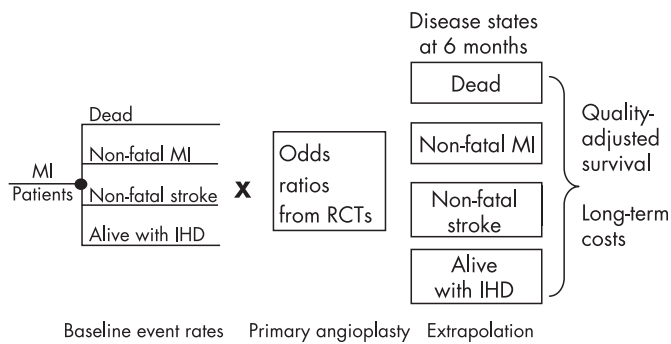 Disease states
at 6 months
Dead
Non-fatal MI
Non-fatal stroke
Alive with IHD
MI
Patients
x
Odds
ratios
from RCTs
Dead
Non-fatal MI
Non-fatal
stroke
Alive
with IHD
Quality-
adjusted
survival
Long-term
costs
Baseline event rates
Primary angioplasty
Extrapolation